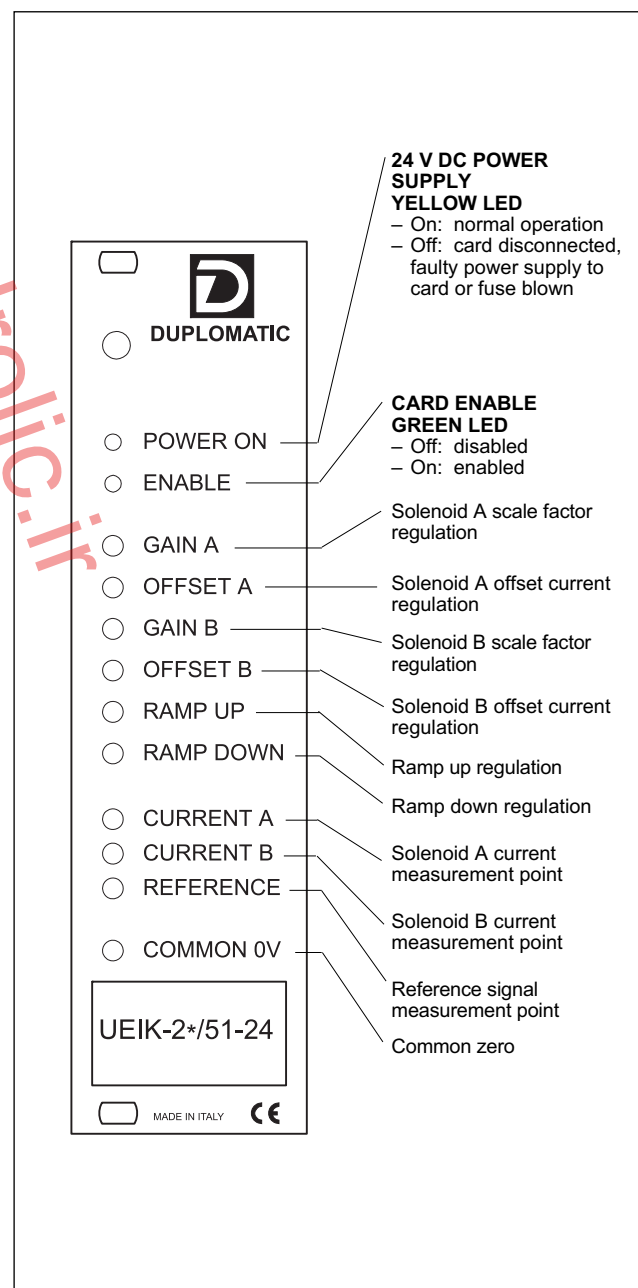 24 V DC POWER
SUPPLY
YELLOW LED
– On: normal operation
– Off: card disconnected,
faulty power supply to
card or fuse blown
DUPLOMATIC
CARD ENABLE
GREEN LED
– Off: disabled
– On: enabled
POWER ON
ENABLE
GAIN A
OFFSET A
GAIN B
OFFSET B
RAMP UP
RAMP DOWN
CURRENT A
CURRENT B
REFERENCE
COMMON 0V
Solenoid A scale factor
regulation
Solenoid A offset current
regulation
Solenoid B scale factor
regulation
Solenoid B offset current
regulation
Ramp up regulation
Ramp down regulation
Solenoid A current
measurement point
Solenoid B current
measurement point
Reference signal
measurement point
Common zero
UEIK-2*/51-24
MADE IN ITALY CE